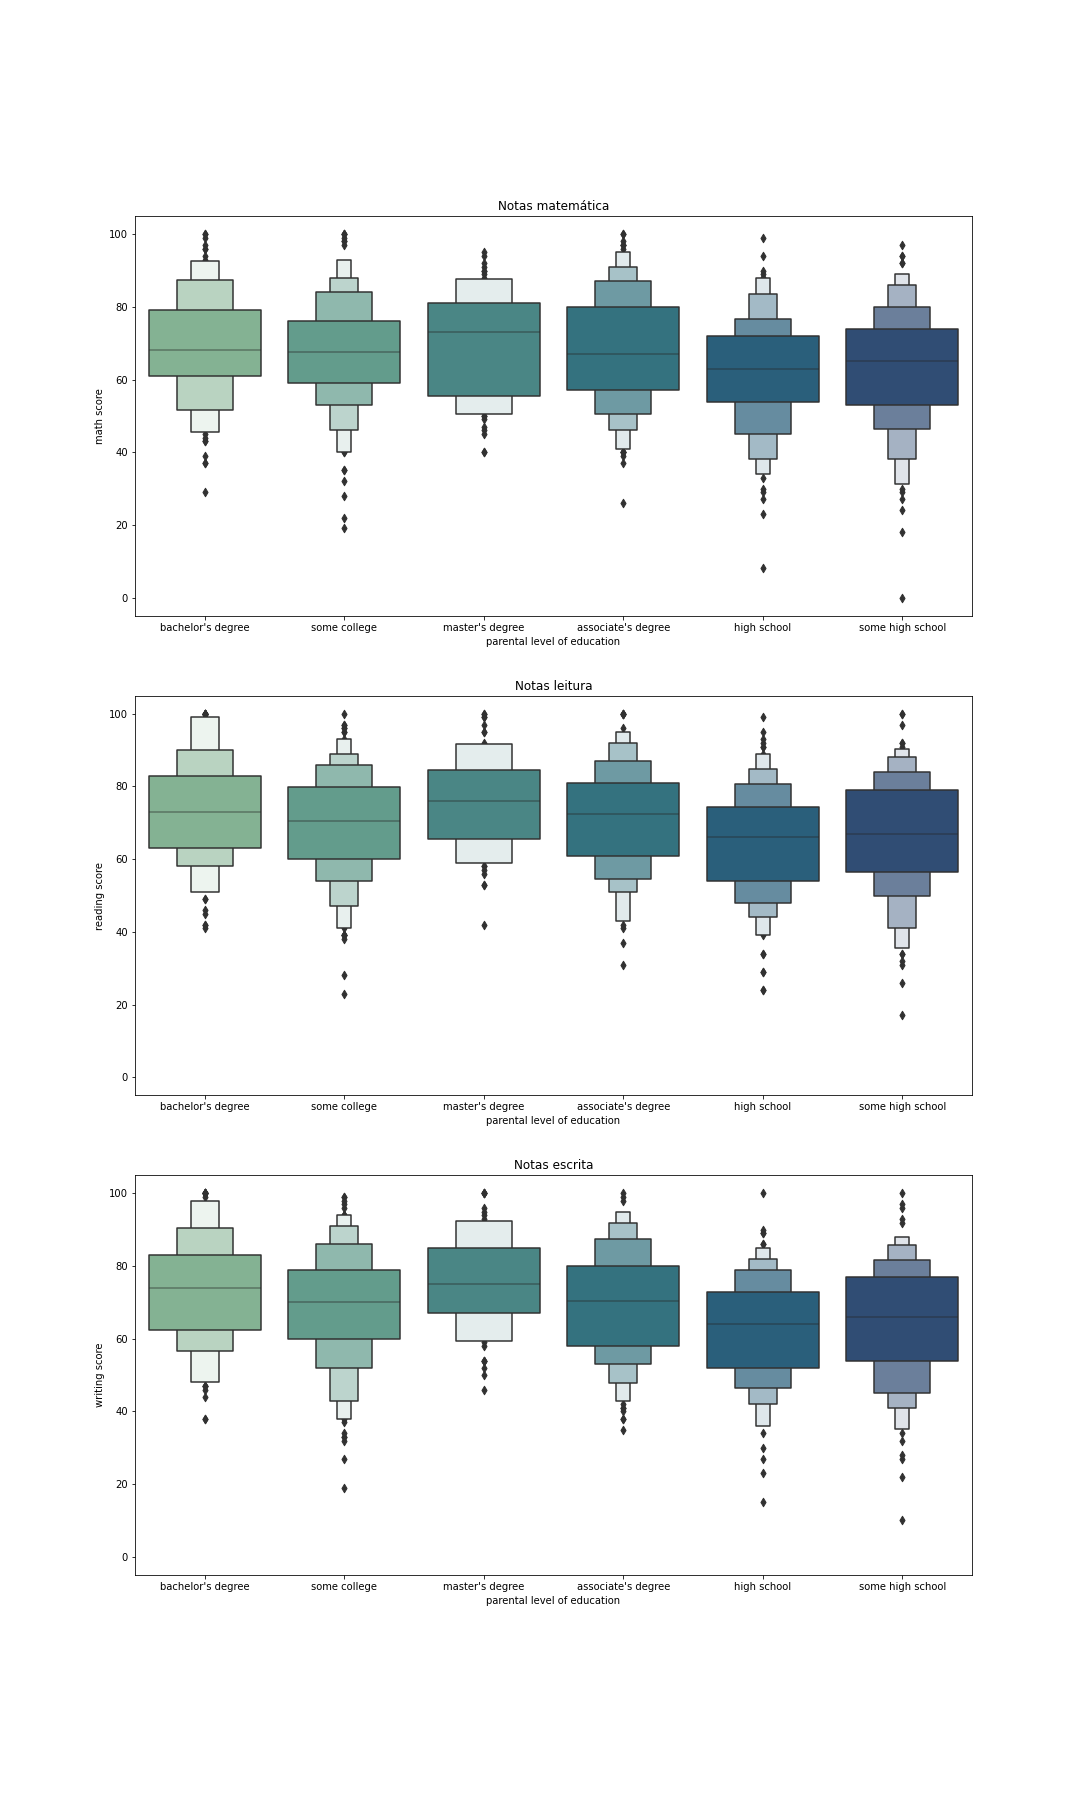 Notas matemática
100
80
60
40
20
0
math score
bachelor's degree some college master's degree associate's degree high school some high school
parental level of education
Notas leitura
100
80
60
40
20
0
reading score
bachelor's degree some college master's degree associate's degree high school some high school
parental level of education
Notas escrita
100
80
60
40
20
0
writing score
bachelor's degree some college master's degree associate's degree high school some high school
parental level of education